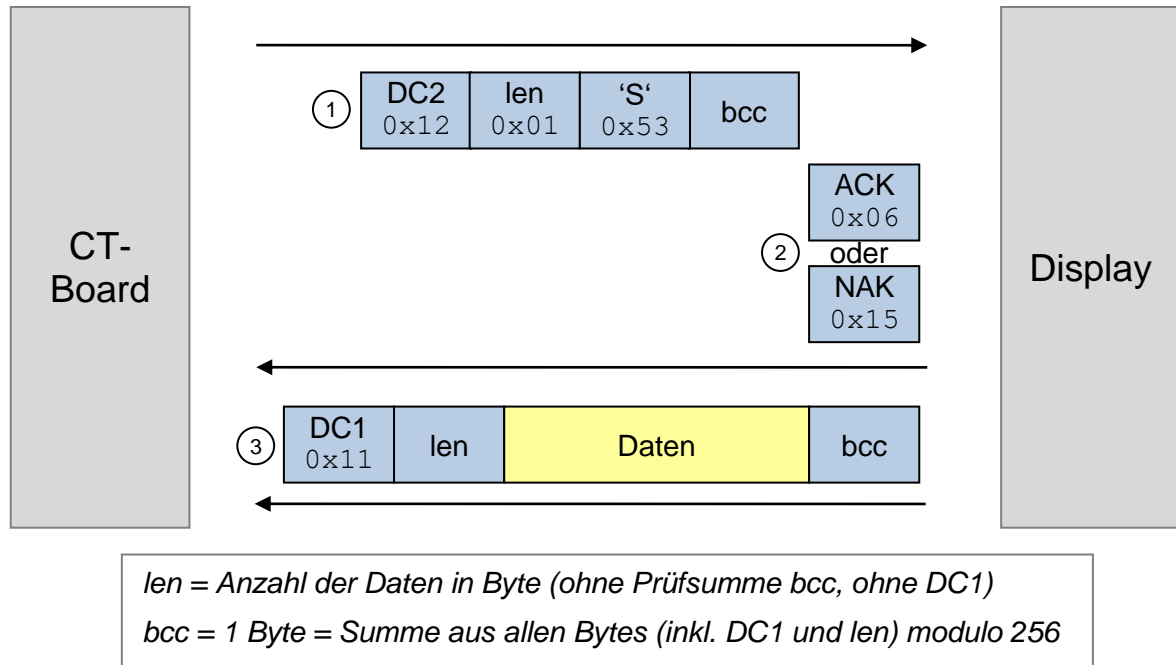 CT-
Board
1
DC2
0x12
len
0x01
‘S‘
0x53
bcc
ACK
0x06
2
oder
NAK
0x15
3
DC1
0x11
len
Daten
bcc
Display
len = Anzahl der Daten in Byte (ohne Prüfsumme bcc, ohne DC1)
bcc = 1 Byte = Summe aus allen Bytes (inkl. DC1 und len) modulo 256